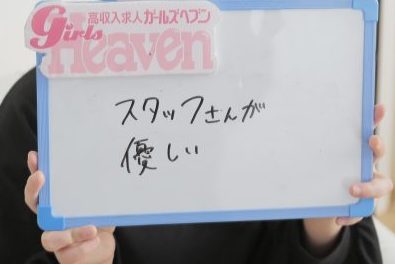 高収入求人ガールズヘブン
Girls
Heaven
スタッフさんが
優しい